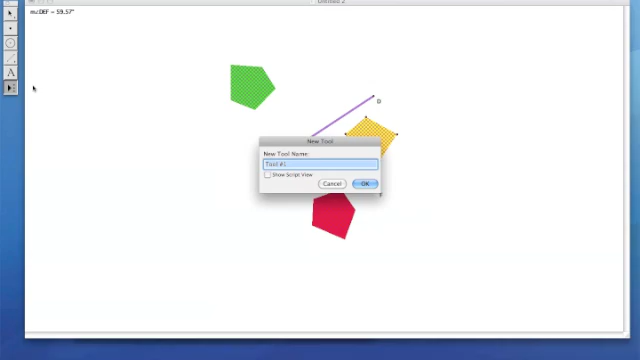 Untitled 2
m∠DEF = 59.57°
A
D
New Tool
New Tool Name:
Tool #1
Show Script View
Cancel
OK
F